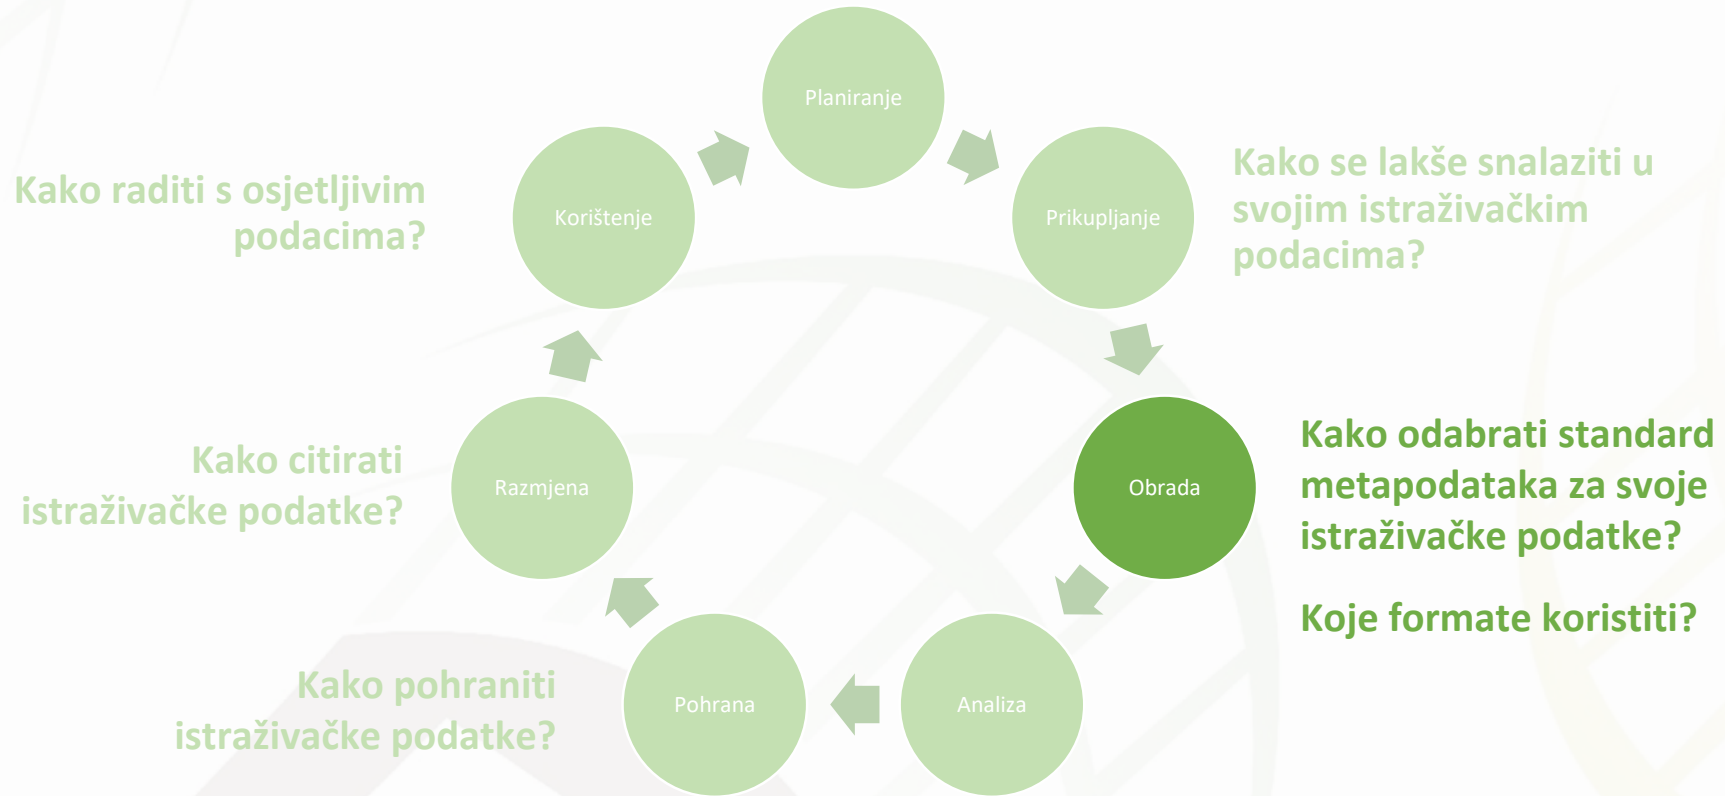 Planiranje
Kako raditi s osjetljivim
podacima?
Korištenje
Prikupljanje
Kako se lakše snalaziti u
svojim istraživačkim
podacima?
Kako citirati
istraživačke podatke?
Razmjena
Obrada
Kako odabrati standard
metapodataka za svoje
istraživačke podatke?
Koje formate koristiti?
Kako pohraniti
istraživačke podatke?
Pohrana
Analiza